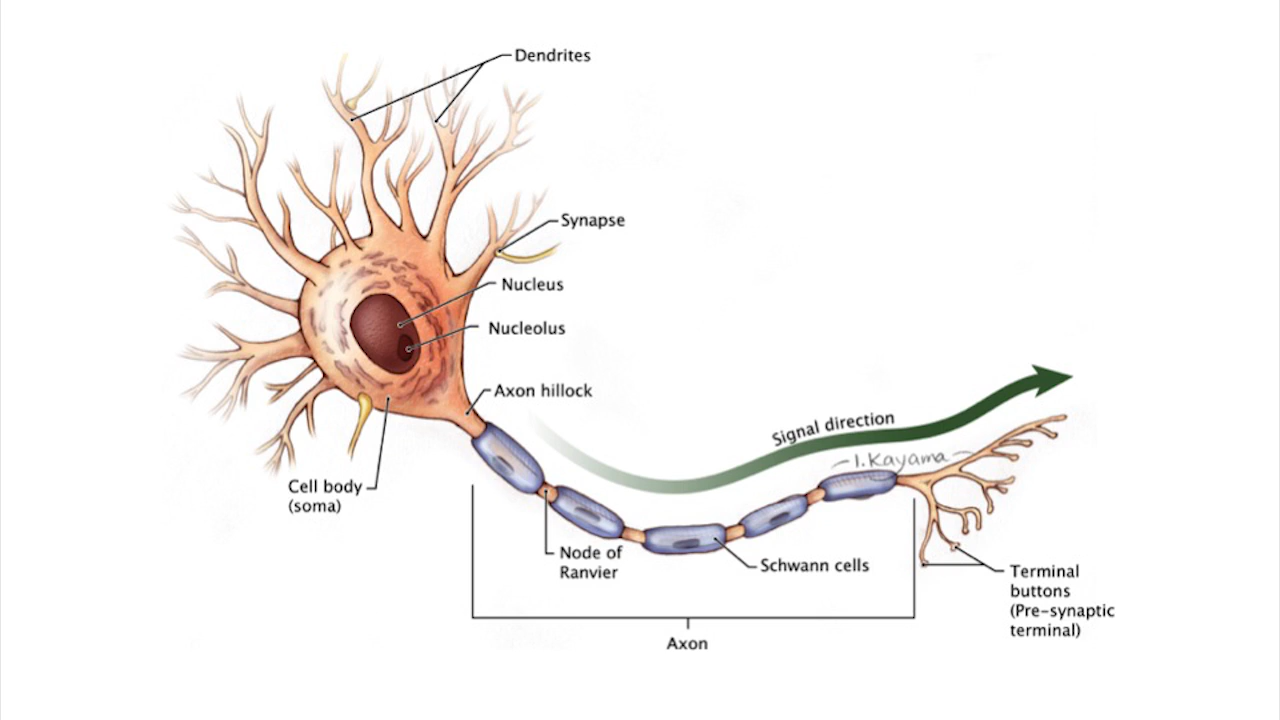 Dendrites
Synapse
Nucleus
Nucleolus
Axon hillock
Signal direction
I. Kayama
Cell body
(soma)
Node of
Ranvier
Schwann cells
Terminal
buttons
(Pre-synaptic
terminal)
Axon